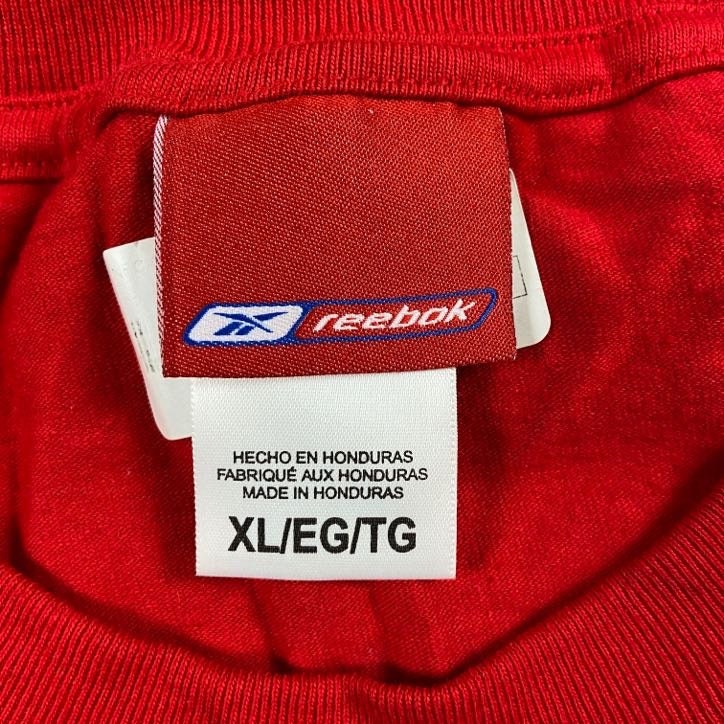 reebok
HECHO EN HONDURAS
FABRIQUÉ AUX HONDURAS
MADE IN HONDURAS
XL/EG/TG